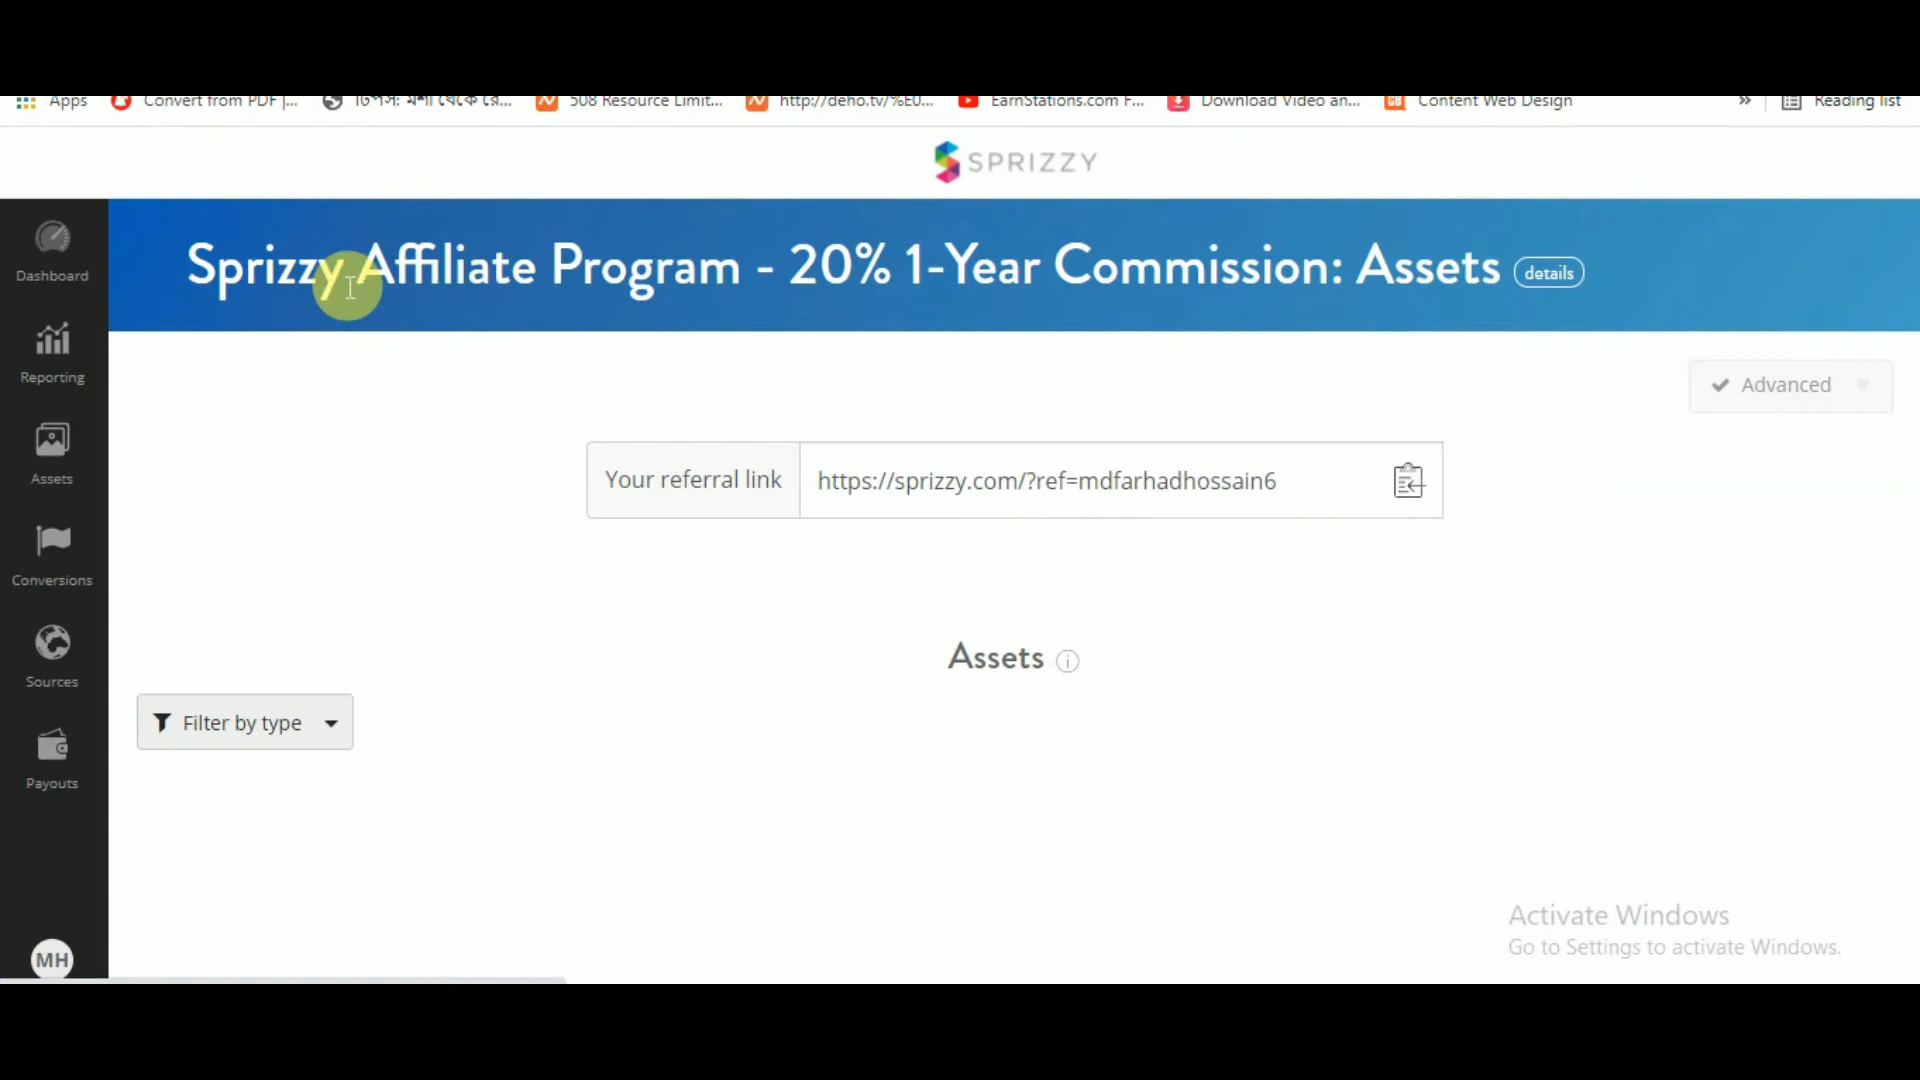 Apps Convert from PDF |... টিপস: মশা থেকে রে... 508 Resource Limit... http://deho.tv/%E0... EarnStations.com F... Download Video an... Content Web Design » Reading list
SPRIZZY
Sprizzy Affiliate Program - 20% 1-Year Commission: Assets details
Dashboard
Reporting
Advanced
Your referral link https://sprizzy.com/?ref=mdfarhadhossain6
Assets
Conversions
Assets
Sources
Filter by type
Payouts
Activate Windows
Go to Settings to activate Windows.
MH